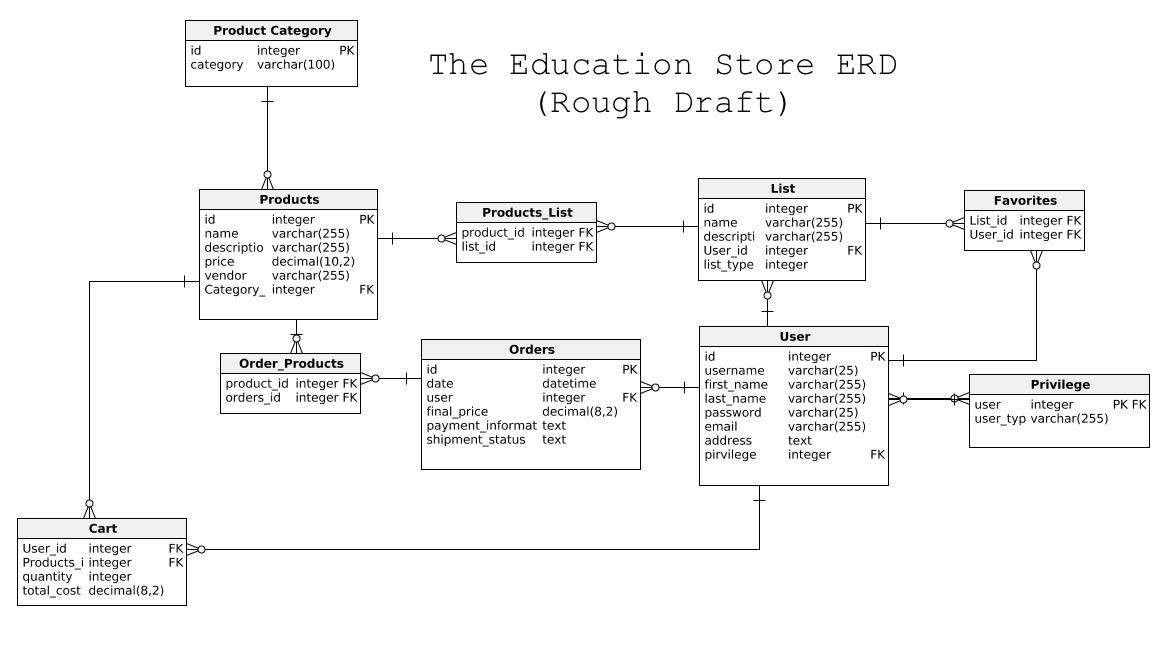 Product Category
id integer PK
category varchar(100)
The Education Store ERD
(Rough Draft)
Products
id integer PK
name varchar(255)
descriptio varchar(255)
price decimal(10,2)
vendor varchar(255)
Category_ integer FK
Products_List
product_id integer FK
list_id integer FK
List
id integer PK
name varchar(255)
descripti varchar(255)
User_id integer FK
list_type integer
Favorites
List_id integer FK
User_id integer FK
Order_Products
product_id integer FK
orders_id integer FK
Orders
id integer PK
date datetime
user integer FK
final_price decimal(8,2)
payment_informat text
shipment_status text
User
id integer PK
username varchar(25)
first_name varchar(255)
last_name varchar(255)
password varchar(25)
email varchar(255)
address text
pirvilege integer FK
Privilege
user integer PK FK
user_typ varchar(255)
Cart
User_id integer FK
Products_i integer FK
quantity integer
total_cost decimal(8,2)